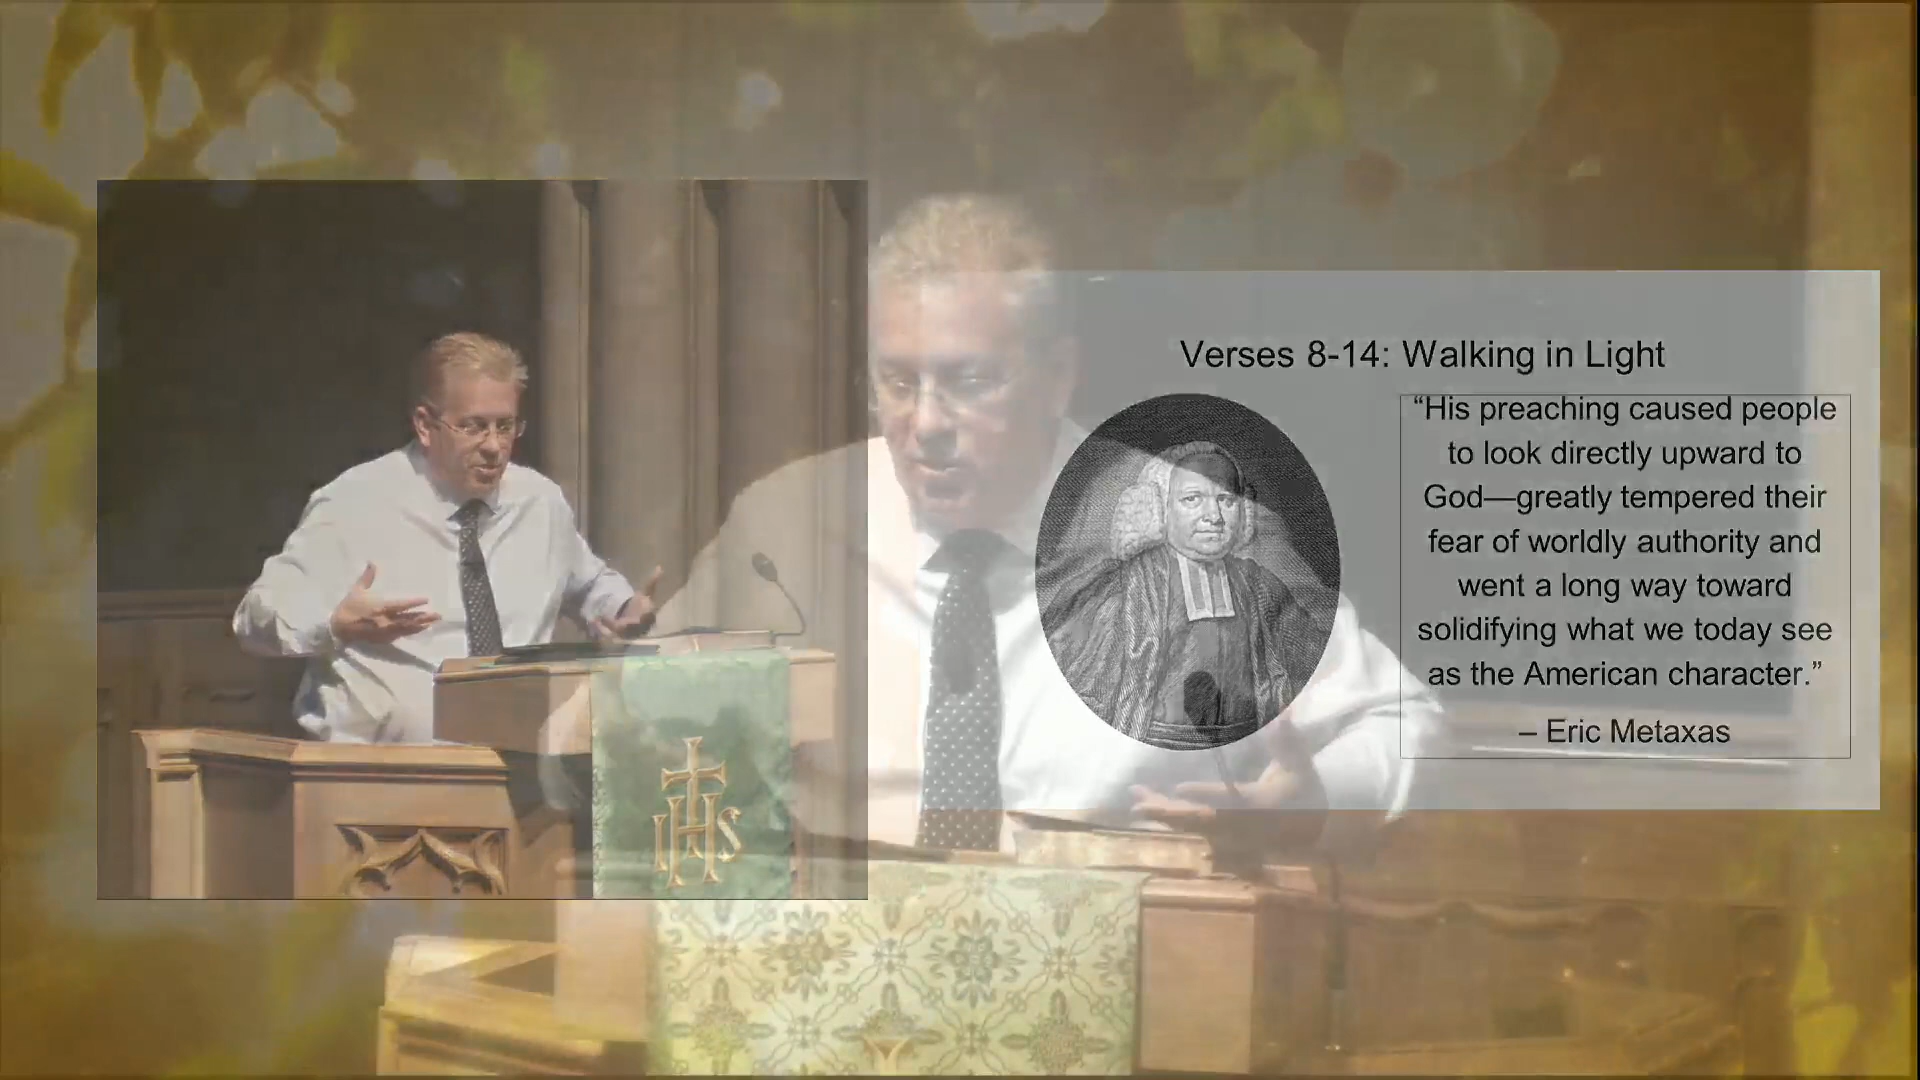 Verses 8-14: Walking in Light
“His preaching caused people
to look directly upward to
God—greatly tempered their
fear of worldly authority and
went a long way toward
solidifying what we today see
as the American character.”
– Eric Metaxas
IHS